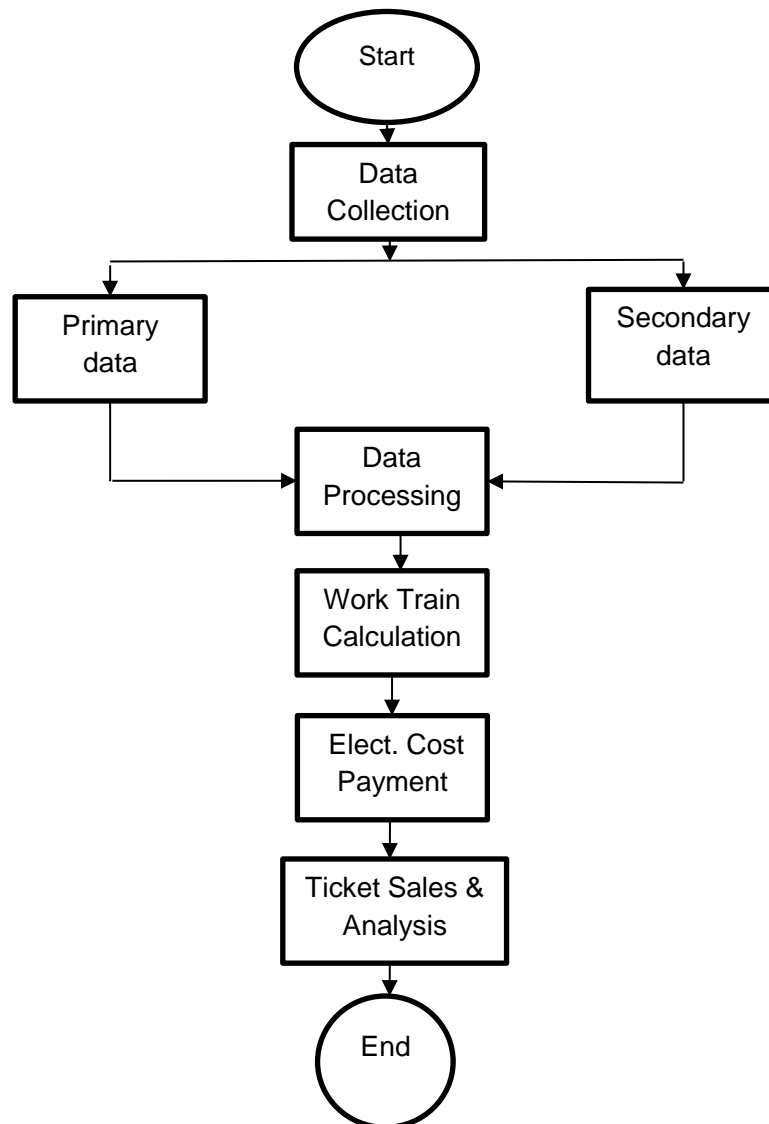 Start
Data
Collection
Primary
data
Secondary
data
Data
Processing
Work Train
Calculation
Elect. Cost
Payment
Ticket Sales &
Analysis
End